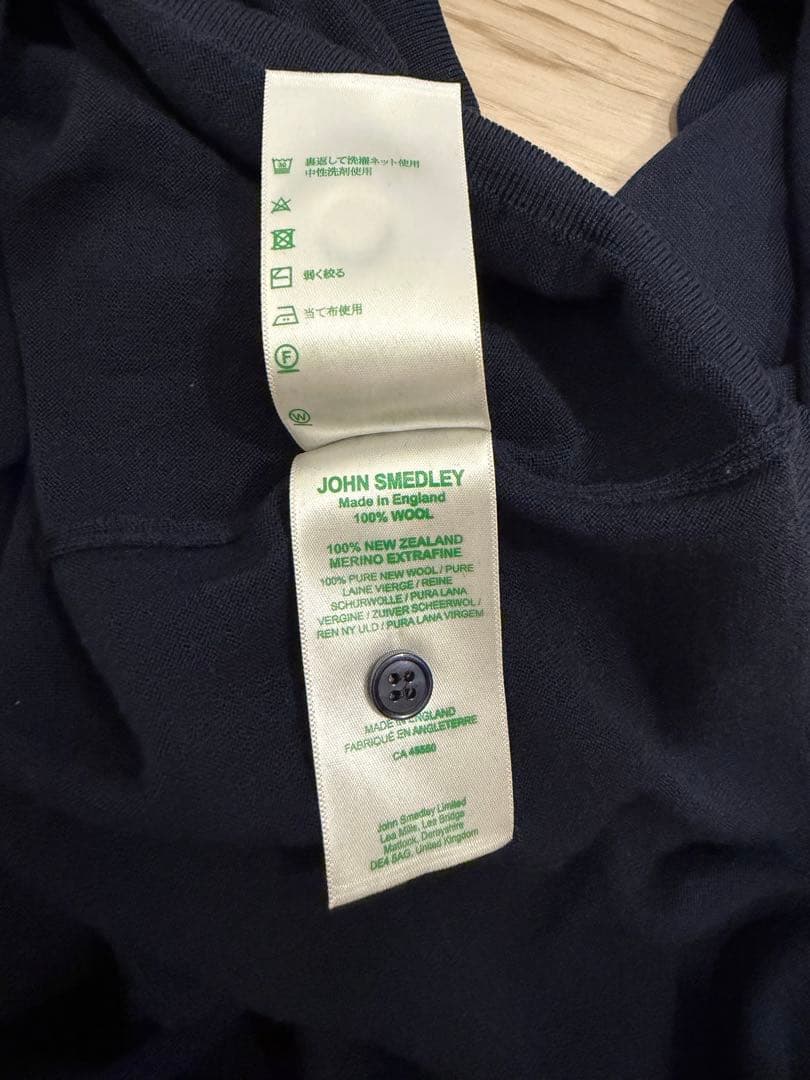 30 裏返して洗濯ネット使用
中性洗剤使用
弱く絞る
当て布使用
F
W
JOHN SMEDLEY
Made in England
100% WOOL
100% NEW ZEALAND
MERINO EXTRAFINE
100% PURE NEW WOOL / PURE
LAINE VIERGE / REINE
SCHURWOLLE / PURA LANA
VERGINE / ZUIVER SCHEERWOL /
REN NY ULD / PURA LANA VIRGEM
MADE IN ENGLAND
FABRIQUÉ EN ANGLETERRE
John Smedley Limited
Lea Mills, Lea Bridge
Matlock, Derbyshire
DE4 5AG, United Kingdom